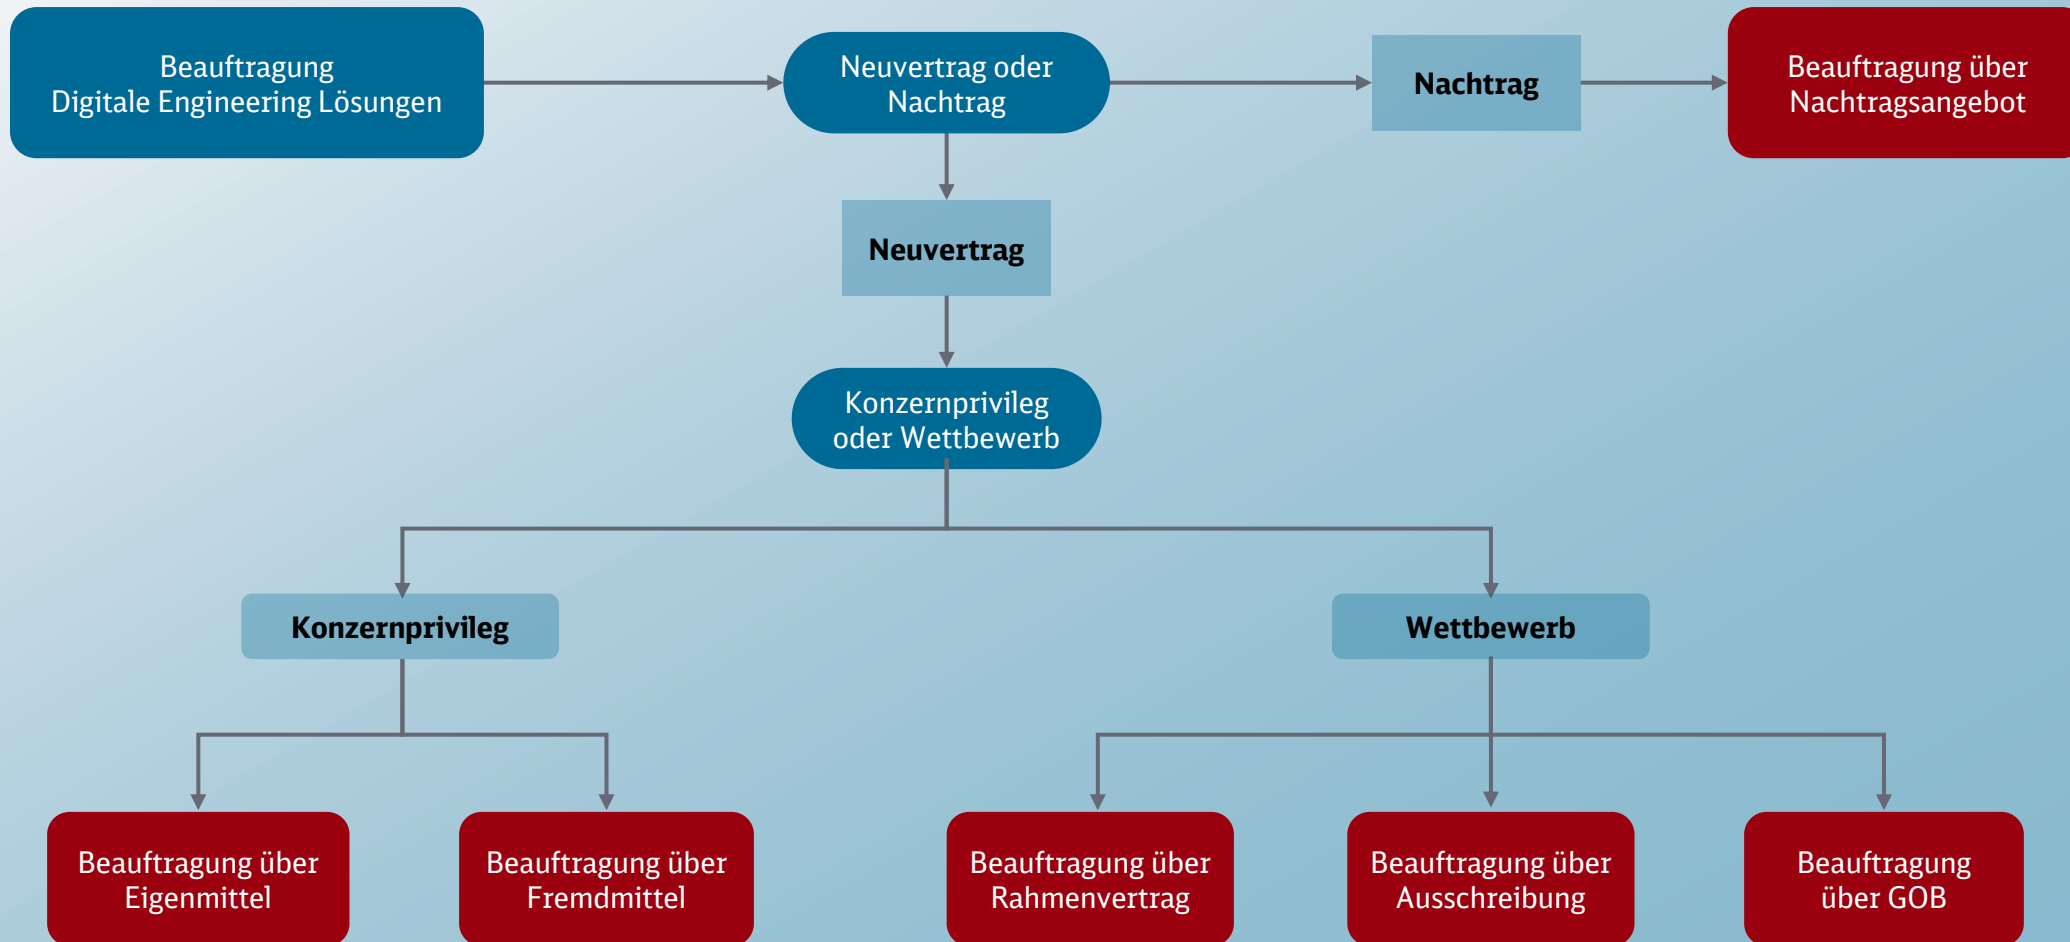 Beauftragung
Digitale Engineering Lösungen
Neuvertrag oder
Nachtrag
Nachtrag
Beauftragung über
Nachtragsangebot
Neuvertrag
Konzernprivileg
oder Wettbewerb
Konzernprivileg
Wettbewerb
Beauftragung über
Eigenmittel
Beauftragung über
Fremdmittel
Beauftragung über
Rahmenvertrag
Beauftragung über
Ausschreibung
Beauftragung
über GOB